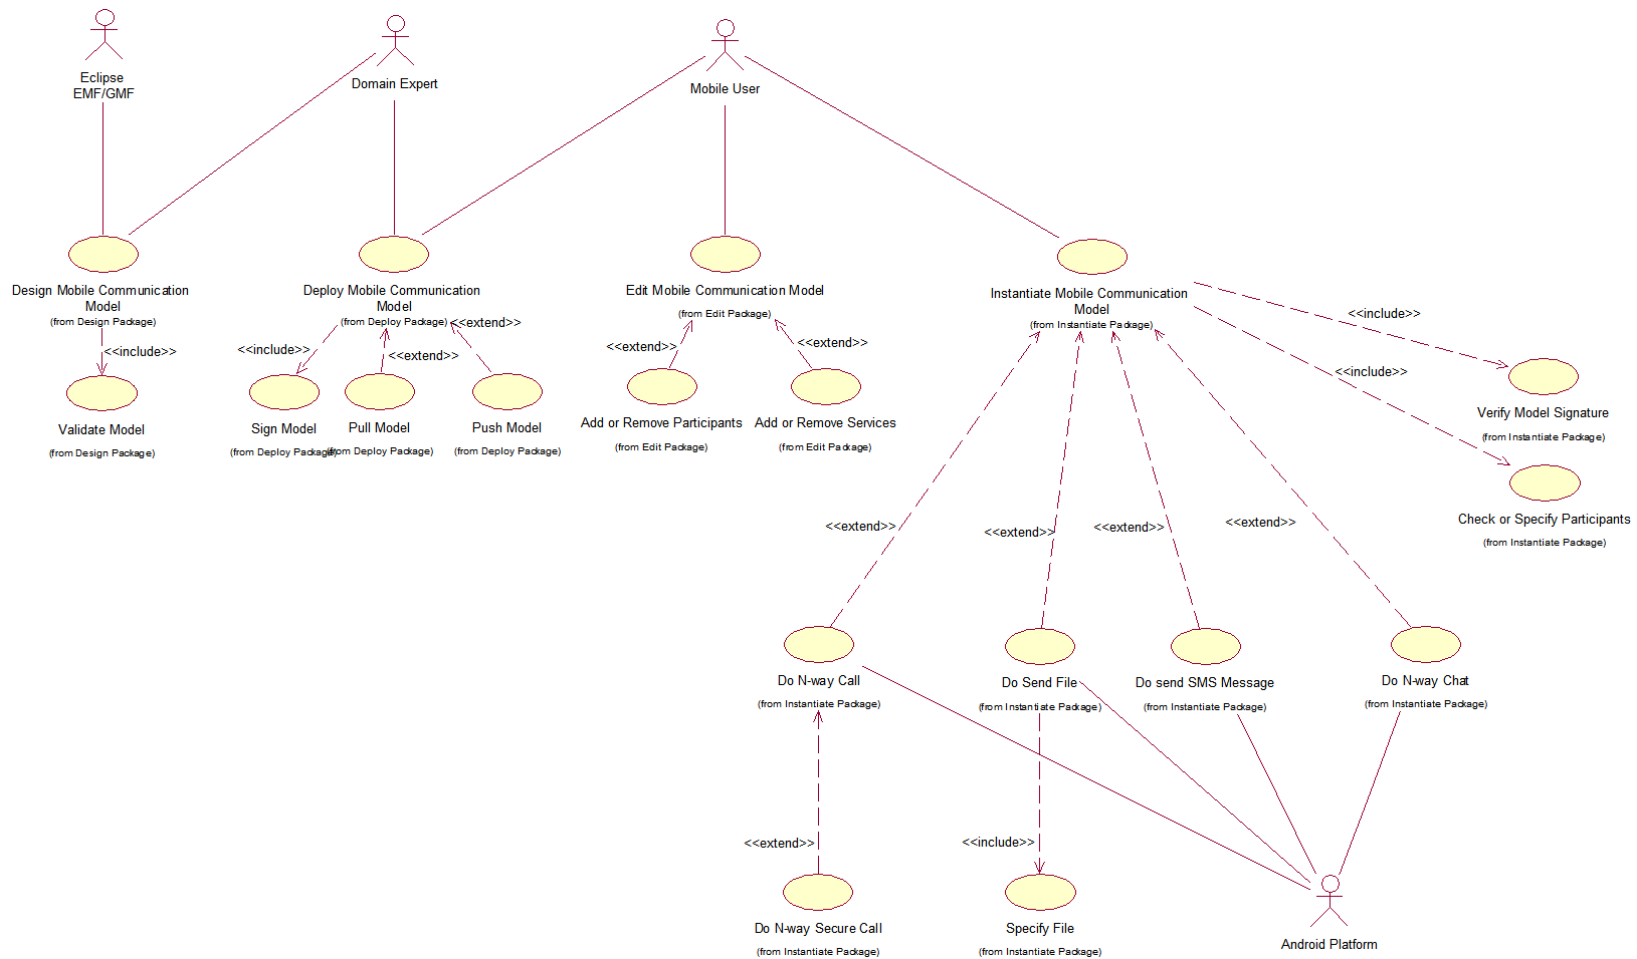 Eclipse
EMF/GMF
Domain Expert
Mobile User
Design Mobile Communication
Model
(from Design Package)
Deploy Mobile Communication
Model
(from Deploy Package)
Edit Mobile Communication Model
(from Edit Package)
Instantiate Mobile Communication
Model
(from Instantiate Package)
<<include>>
<<include>>
<<extend>>
<<extend>>
<<extend>>
<<extend>>
<<include>>
<<include>>
Validate Model
(from Design Package)
Sign Model
(from Deploy Package)
Pull Model
(from Deploy Package)
Push Model
(from Deploy Package)
Add or Remove Participants
(from Edit Package)
Add or Remove Services
(from Edit Package)
Verify Model Signature
(from Instantiate Package)
Check or Specify Participants
(from Instantiate Package)
<<extend>>
<<extend>>
<<extend>>
<<extend>>
Do N-way Call
(from Instantiate Package)
Do Send File
(from Instantiate Package)
Do send SMS Message
(from Instantiate Package)
Do N-way Chat
(from Instantiate Package)
<<extend>>
<<include>>
Do N-way Secure Call
(from Instantiate Package)
Specify File
(from Instantiate Package)
Android Platform